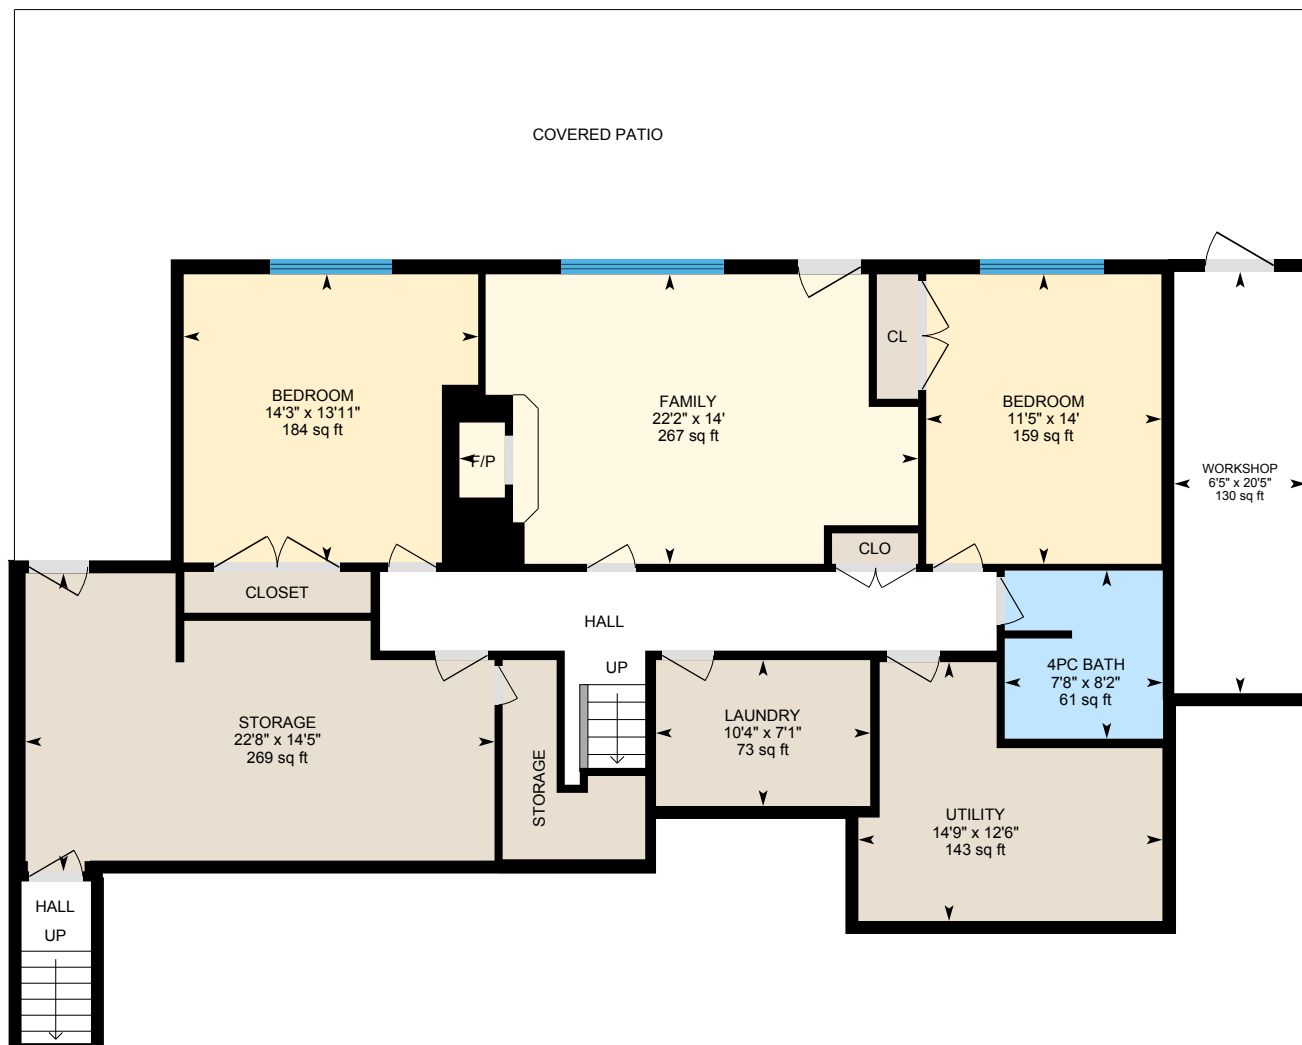 COVERED PATIO
BEDROOM
14'3" x 13'11"
184 sq ft
FAMILY
22'2" x 14'
267 sq ft
CL
BEDROOM
11'5" x 14'
159 sq ft
F/P
WORKSHOP
6'5" x 20'5"
130 sq ft
CLO
CLOSET
HALL
UP
4PC BATH
7'8" x 8'2"
61 sq ft
STORAGE
22'8" x 14'5"
269 sq ft
STORAGE
LAUNDRY
10'4" x 7'1"
73 sq ft
UTILITY
14'9" x 12'6"
143 sq ft
HALL
UP